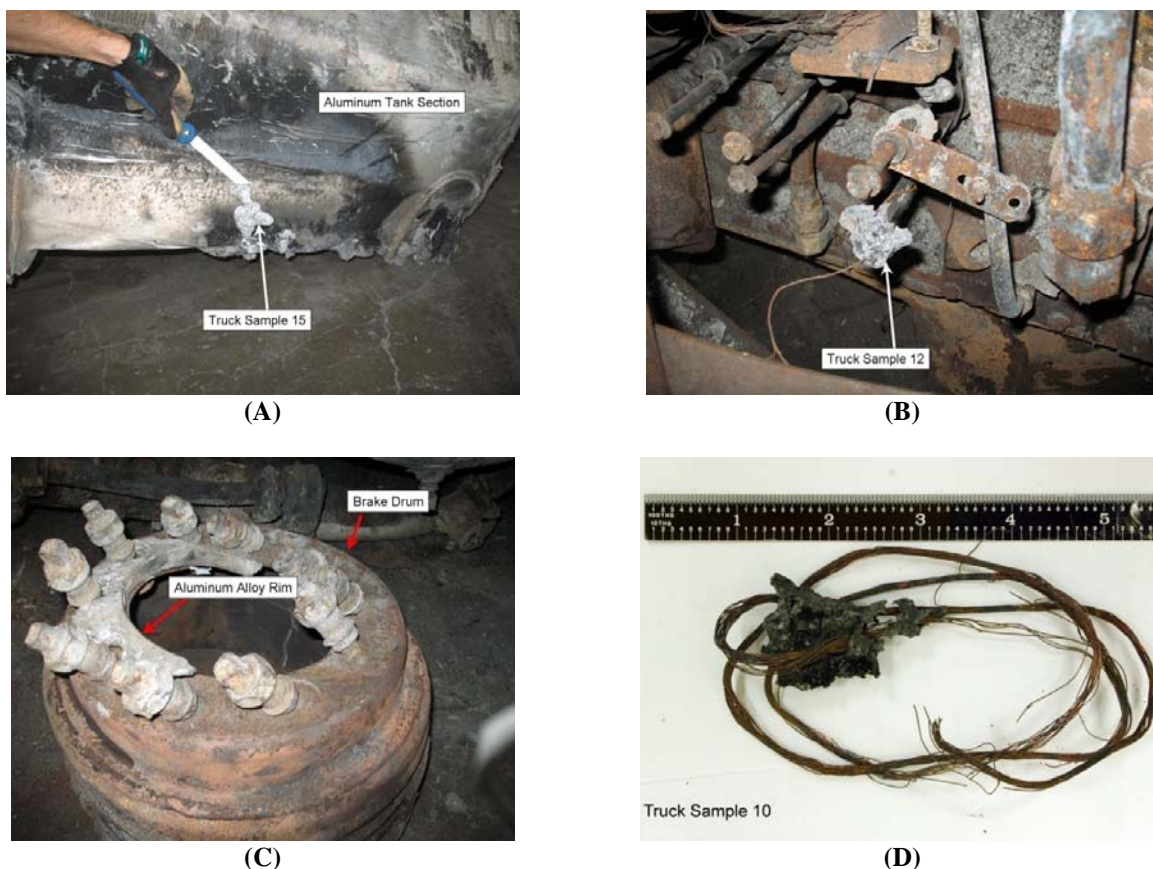 Aluminum Tank Section
Truck Sample 15
(A)
Truck Sample 12
(B)
Brake Drum
Aluminum Alloy Rim
(C)
1 2 3 4 5
Truck Sample 10
(D)